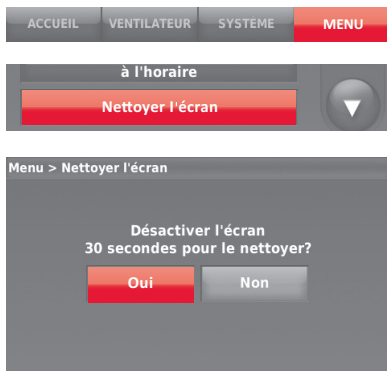 ACCUEIL VENTILATEUR SYSTEME MENU
à l'horaire
Nettoyer l'écran
Menu > Nettoyer l'écran
Désactiver l'écran
30 secondes pour le nettoyer?
Oui Non